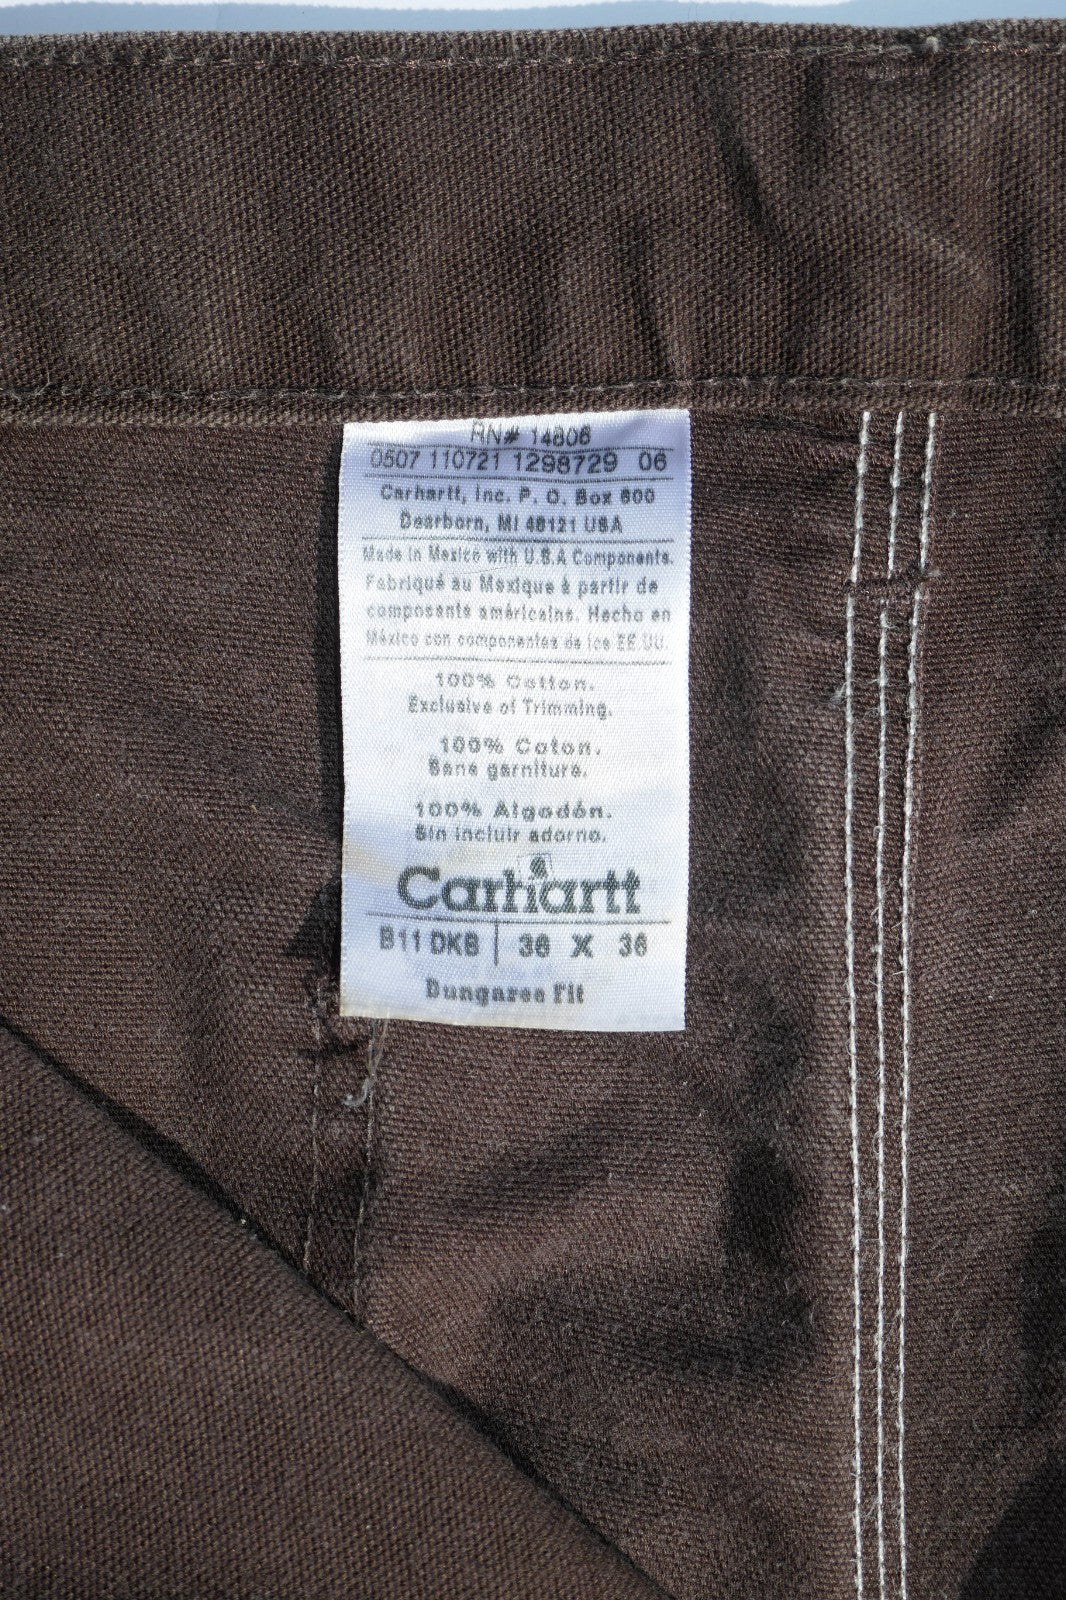 RN# 14806
0507 110721 1298729 06
Carhartt, Inc. P. O. Box 600
Dearborn, MI 48121 USA
Made in Mexico with U.S.A Components.
Fabriqué au Mexique à partir de
composants américains. Hecho en
México con componentes de los EE.UU.
100% Cotton.
Exclusive of Trimming.
100% Coton.
Sans garniture.
100% Algodón.
Sin incluir adorno.
Carhartt
B11 DKB | 36 X 36
Dungaree Fit